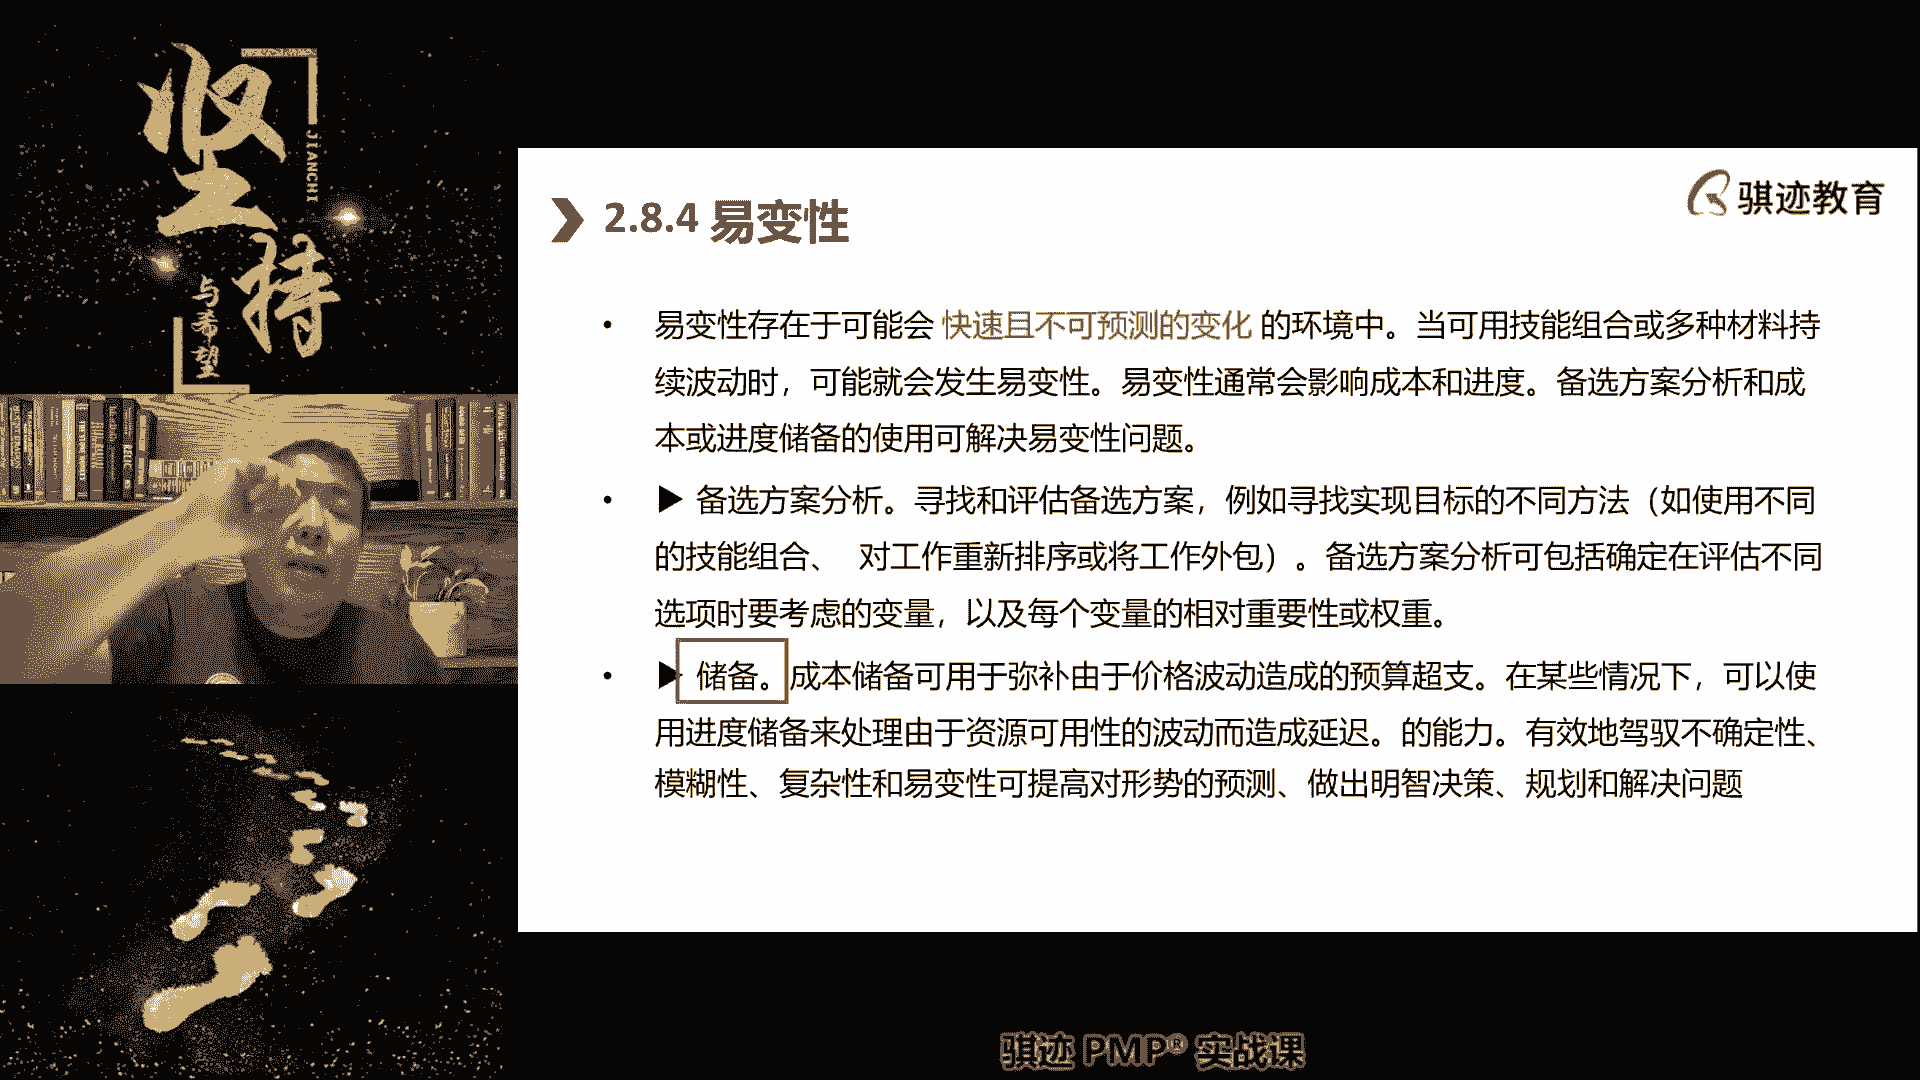 坚持
JIANCHI
与希望
骐迹教育
2.8.4 易变性
• 易变性存在于可能会 快速且不可预测的变化 的环境中。当可用技能组合或多种材料持
续波动时，可能就会发生易变性。易变性通常会影响成本和进度。备选方案分析和成
本或进度储备的使用可解决易变性问题。
• ▶ 备选方案分析。寻找和评估备选方案，例如寻找实现目标的不同方法（如使用不同
的技能组合、 对工作重新排序或将工作外包）。备选方案分析可包括确定在评估不同
选项时要考虑的变量，以及每个变量的相对重要性或权重。
• ▶ 储备。成本储备可用于弥补由于价格波动造成的预算超支。在某些情况下，可以使
用进度储备来处理由于资源可用性的波动而造成延迟。的能力。有效地驾驭不确定性、
模糊性、复杂性和易变性可提高对形势的预测、做出明智决策、规划和解决问题
骐迹 PMP® 实战课